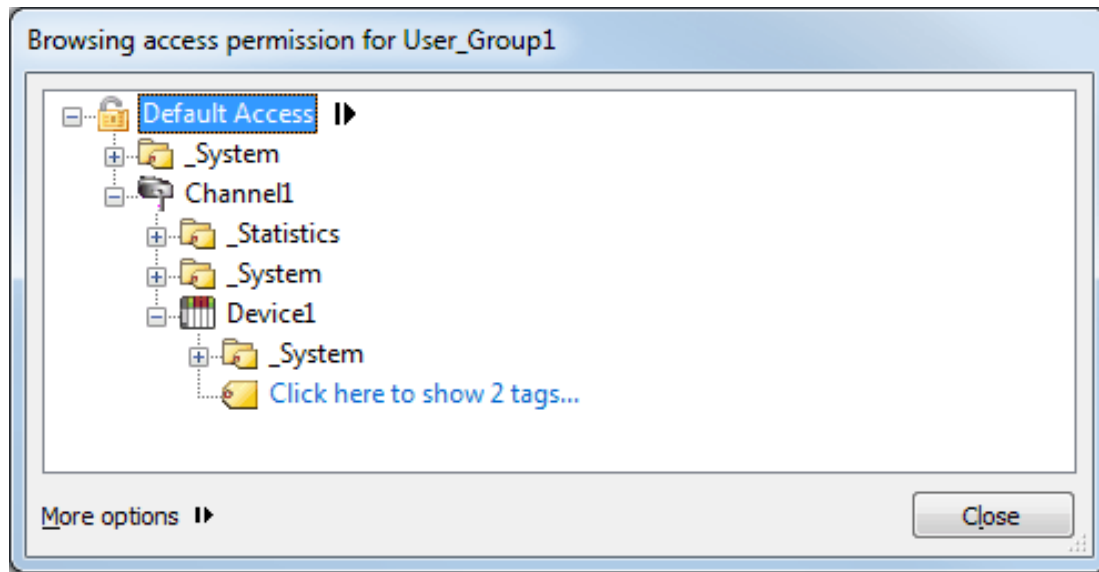 Browsing access permission for User_Group1
Default Access
_System
Channel1
_Statistics
_System
Device1
_System
Click here to show 2 tags...
More options
Close